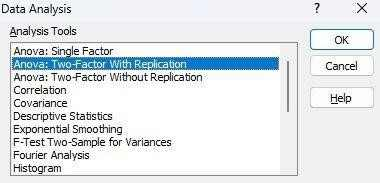 Data Analysis
? X
Analysis Tools
Anova: Single Factor
Anova: Two-Factor With Replication
Anova: Two-Factor Without Replication
Correlation
Covariance
Descriptive Statistics
Exponential Smoothing
F-Test Two-Sample for Variances
Fourier Analysis
Histogram
OK
Cancel
Help